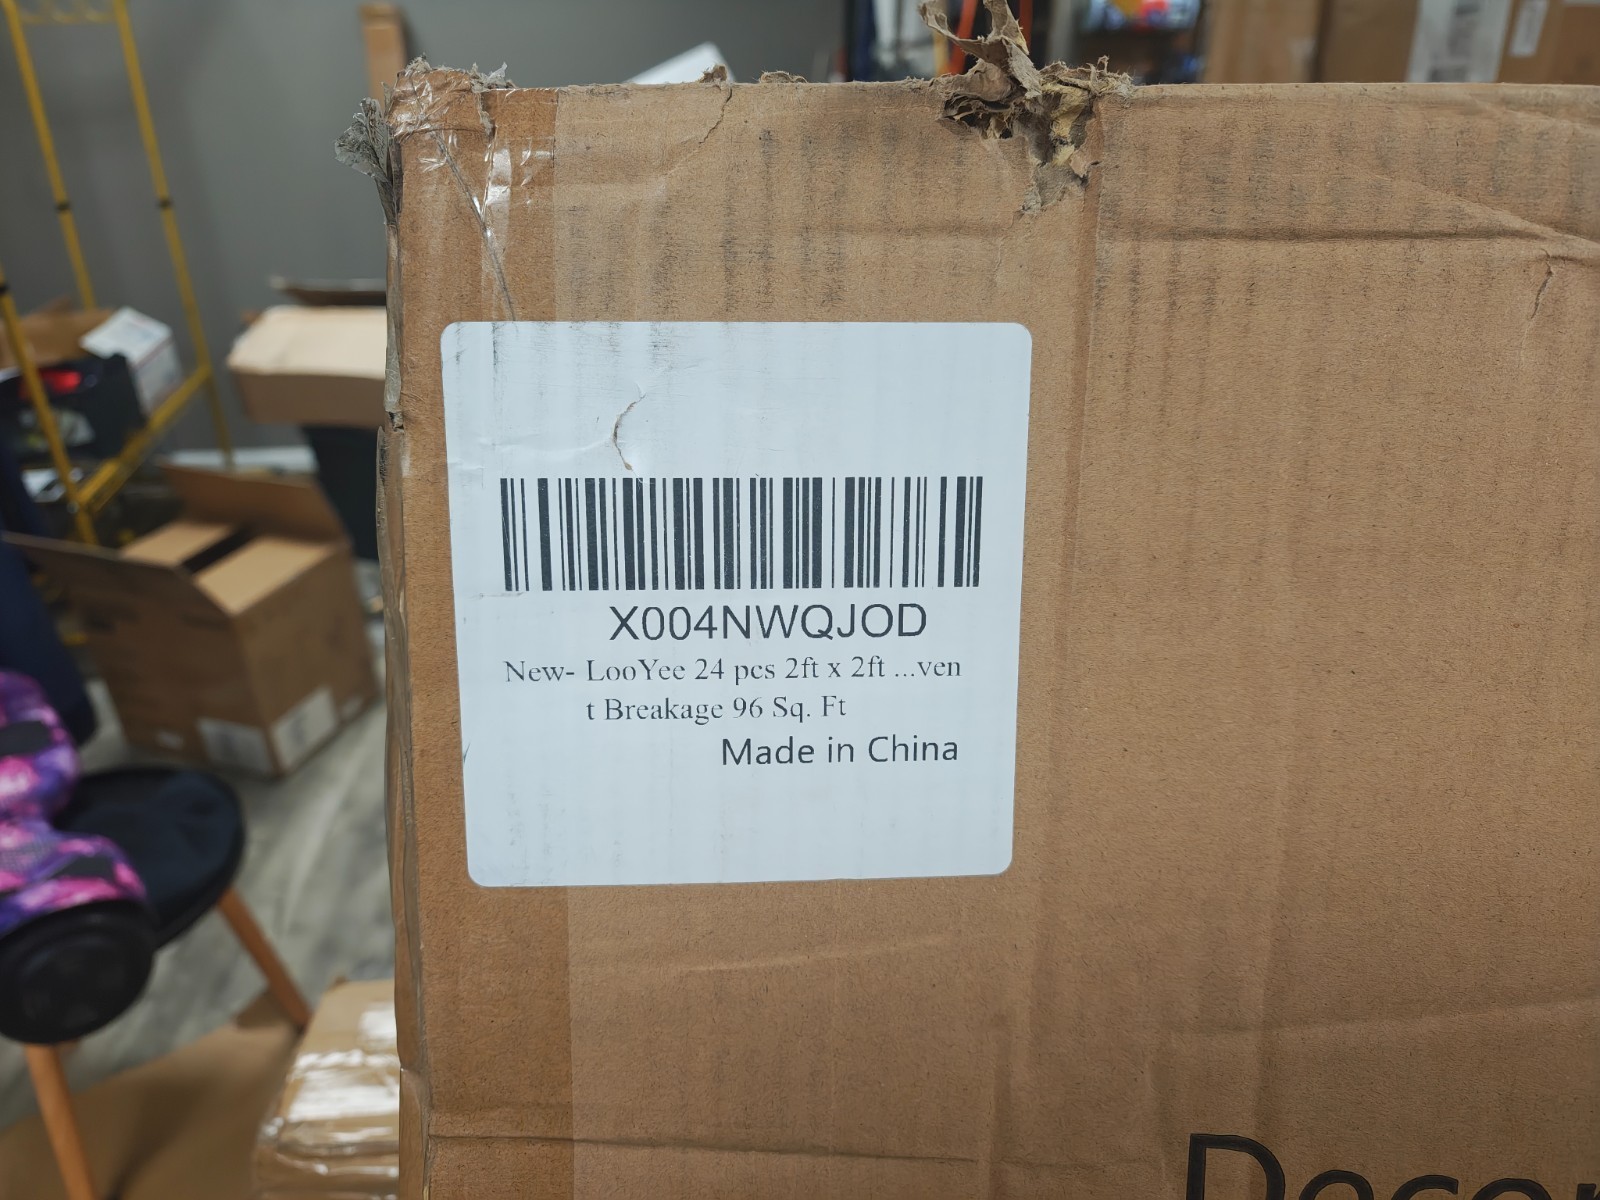 X004NWQJOD
New- LooYee 24 pcs 2ft x 2ft ...ven
t Breakage 96 Sq. Ft
Made in China